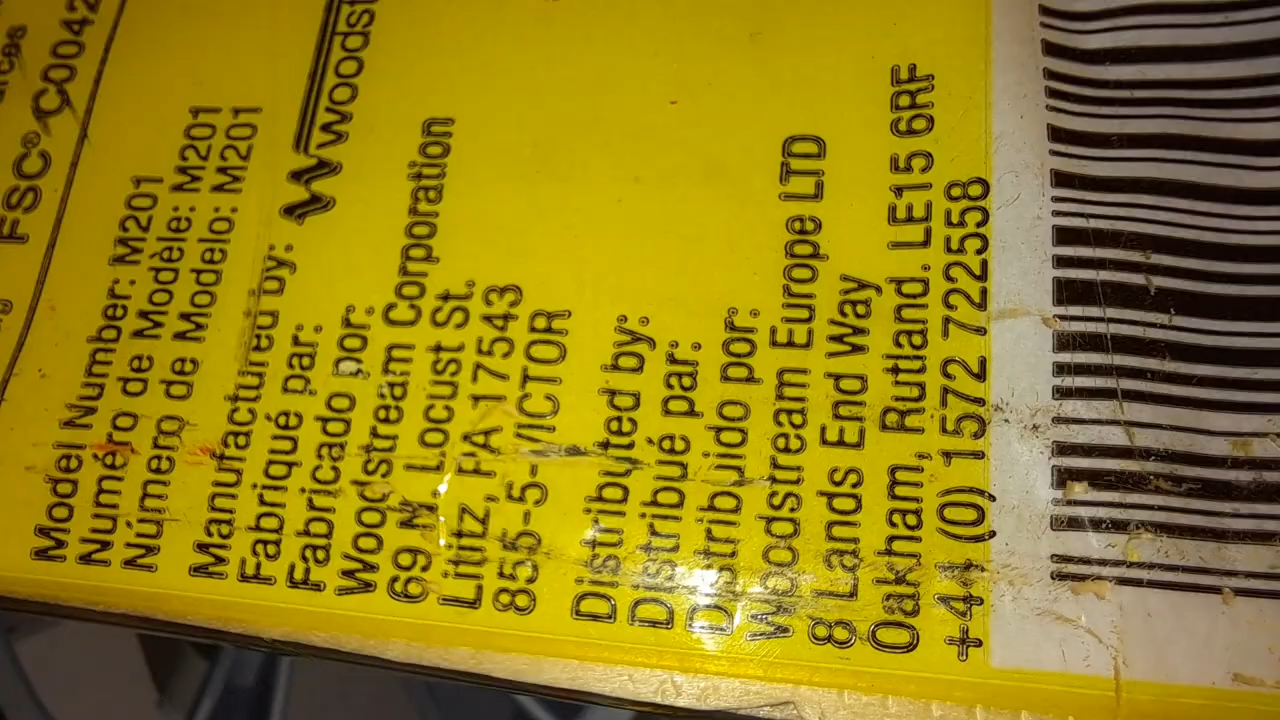 FSC® C0042
Model Number: M201
Numéro de Modèle: M201
Número de Modelo: M201
Manufactured by:
Fabriqué par:
Fabricado por:
Woodstream Corporation
69 N. Locust St.
Lititz, PA 17543
855-5-VICTOR
Distributed by:
Distribué par:
Distribuido por:
Woodstream Europe LTD
8 Lands End Way
Oakham, Rutland. LE15 6RF
+44 (0) 1572 722558